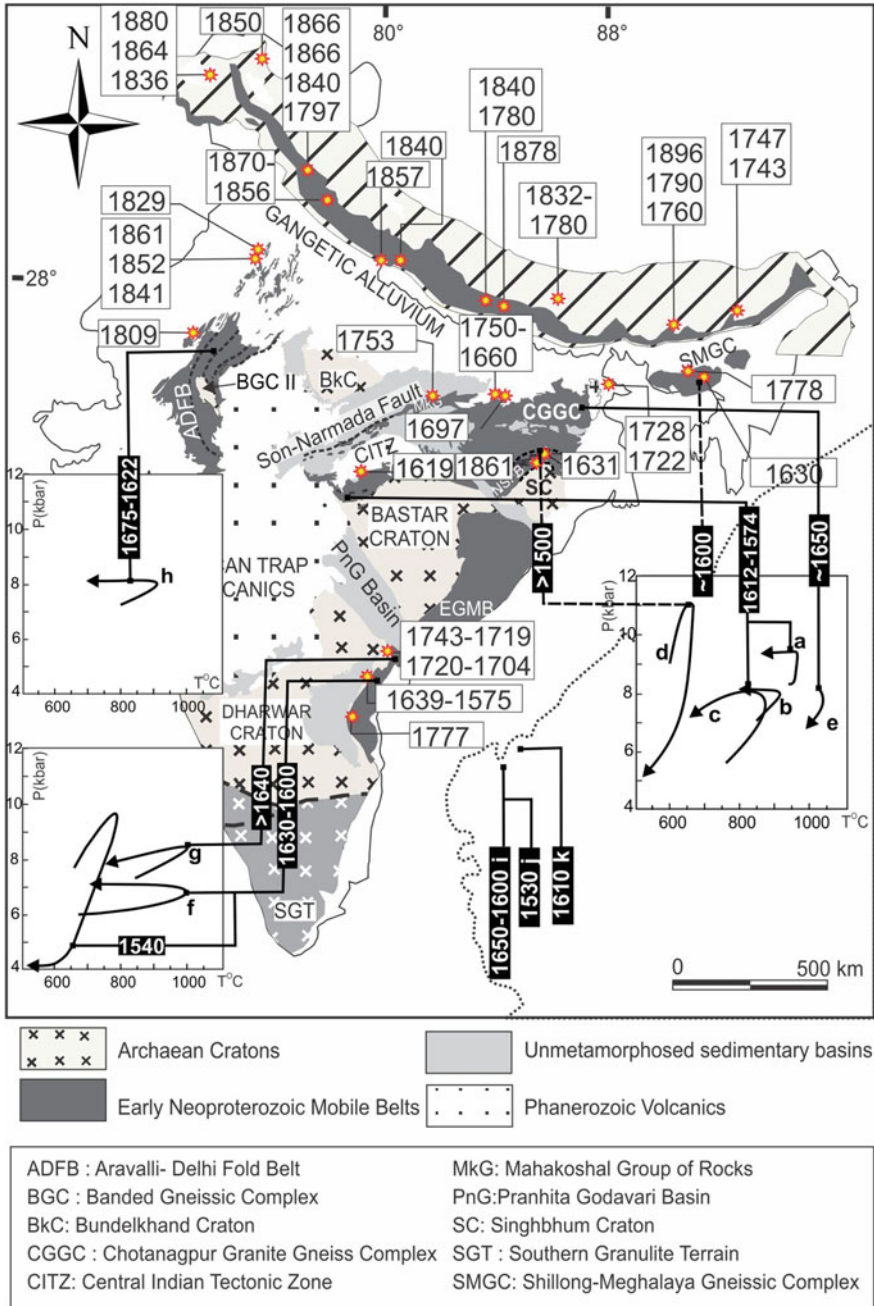 80°
88°
N
1880
1864
1836
1850
1866
1866
1840
1797
1840
1780
1840
1878
1747
1743
1870-
1856
1857
1896
1790
1760
1832-
1780
1829
1861
1852
1841
GANGETIC ALLUVIUM
28°
1809
1753
1750-
1660
SMGC
1778
BGC II
BkC
ADFB
Son-Narmada Fault
MkG
CGGC
1697
1728
1722
CITZ
1619
1861
1631
1630
NSFB
SC
12
P(kbar)
10
8
6
4
600
800
1000
T°C
h
1675-1622
BASTAR
CRATON
CAN TRAP
CANICS
PnG Basin
EGMB
>1500
~1600
1612-1574
~1650
12
P(kbar)
10
8
6
4
600
800
1000
T°C
d
a
c
b
e
1743-1719
1720-1704
1639-1575
1777
DHARWAR
CRATON
12
P(kbar)
10
8
6
4
600
800
1000
T°C
g
f
>1640
1630-1600
1540
SGT
1650-1600 i
1530 j
1610 k
0
500 km
Archaean Cratons
Unmetamorphosed sedimentary basins
Early Neoproterozoic Mobile Belts
Phanerozoic Volcanics
ADFB : Aravalli- Delhi Fold Belt
BGC : Banded Gneissic Complex
BkC: Bundelkhand Craton
CGGC : Chotanagpur Granite Gneiss Complex
CITZ: Central Indian Tectonic Zone
MkG: Mahakoshal Group of Rocks
PnG:Pranhita Godavari Basin
SC: Singhbhum Craton
SGT : Southern Granulite Terrain
SMGC: Shillong-Meghalaya Gneissic Complex